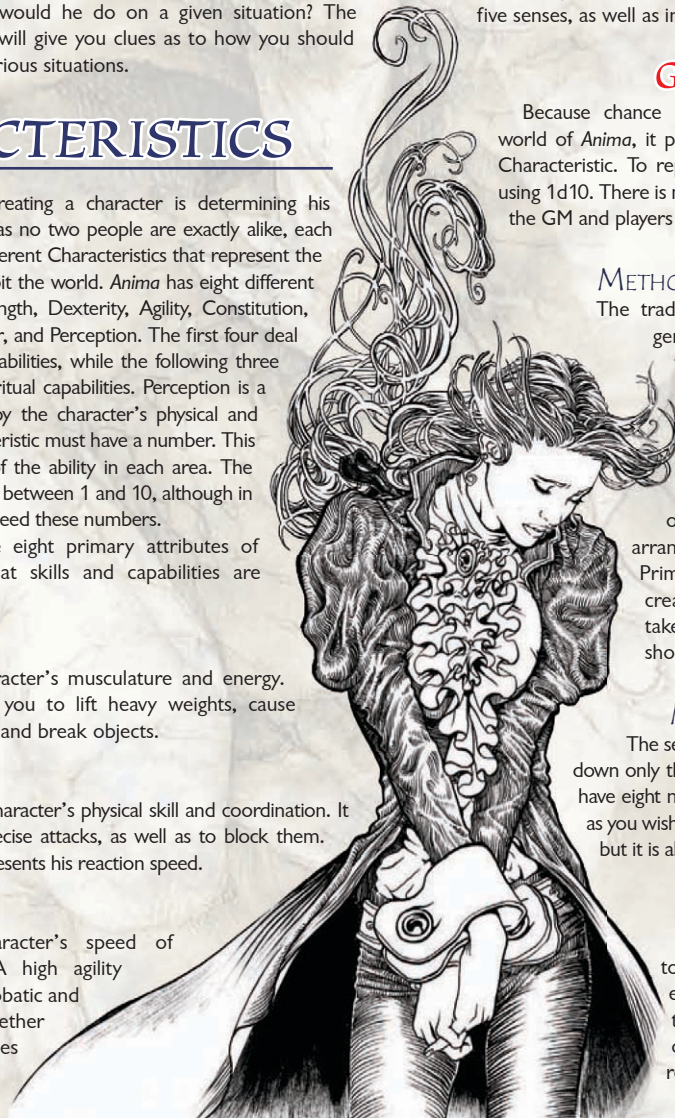 would he do on a given situation? The
will give you clues as to how you should
rious situations.
CTERISTICS
reating a character is determining his
as no two people are exactly alike, each
erent Characteristics that represent the
bit the world. Anima has eight different
ngth, Dexterity, Agility, Constitution,
r, and Perception. The first four deal
abilities, while the following three
ritual capabilities. Perception is a
by the character's physical and
eristic must have a number. This
of the ability in each area. The
between 1 and 10, although in
eed these numbers.
e eight primary attributes of
at skills and capabilities are
racter's musculature and energy.
you to lift heavy weights, cause
and break objects.
haracter's physical skill and coordination. It
ecise attacks, as well as to block them.
esents his reaction speed.
aracter's speed of
A high agility
obatic and
ether
es
five senses, as well as in
G
Because chance
world of Anima, it p
Characteristic. To rep
using 1d10. There is r
the GM and players
METHO
The trad
gen
o
arran
Prim
crea
take
sho
M
The se
down only th
have eight n
as you wish
but it is al
to
e
t
o
re